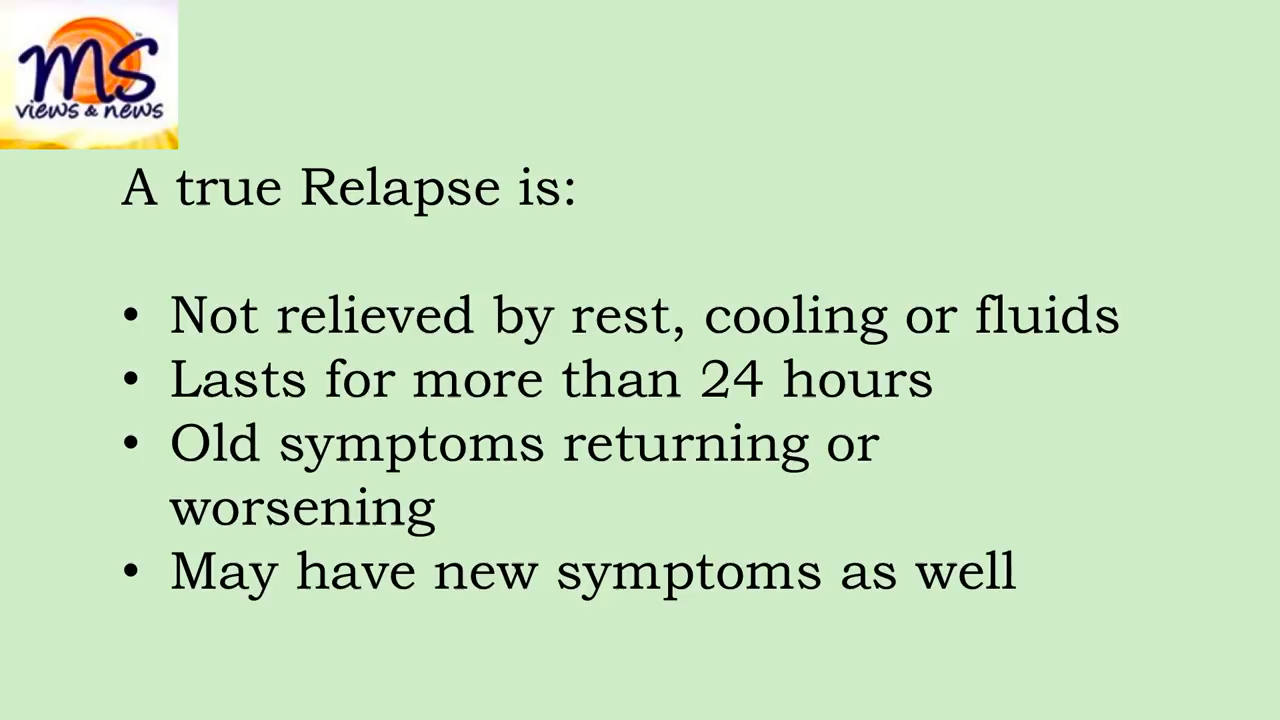 MS
views & news
A true Relapse is:
• Not relieved by rest, cooling or fluids
• Lasts for more than 24 hours
• Old symptoms returning or
worsening
• May have new symptoms as well